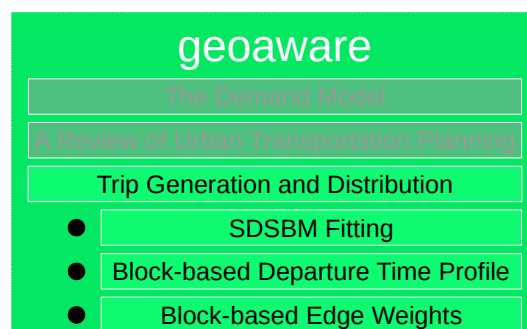 geoaware
The Demand Model
A Review of Urban Transportation Planning
Trip Generation and Distribution
SDSBM Fitting
Block-based Departure Time Profile
Block-based Edge Weights